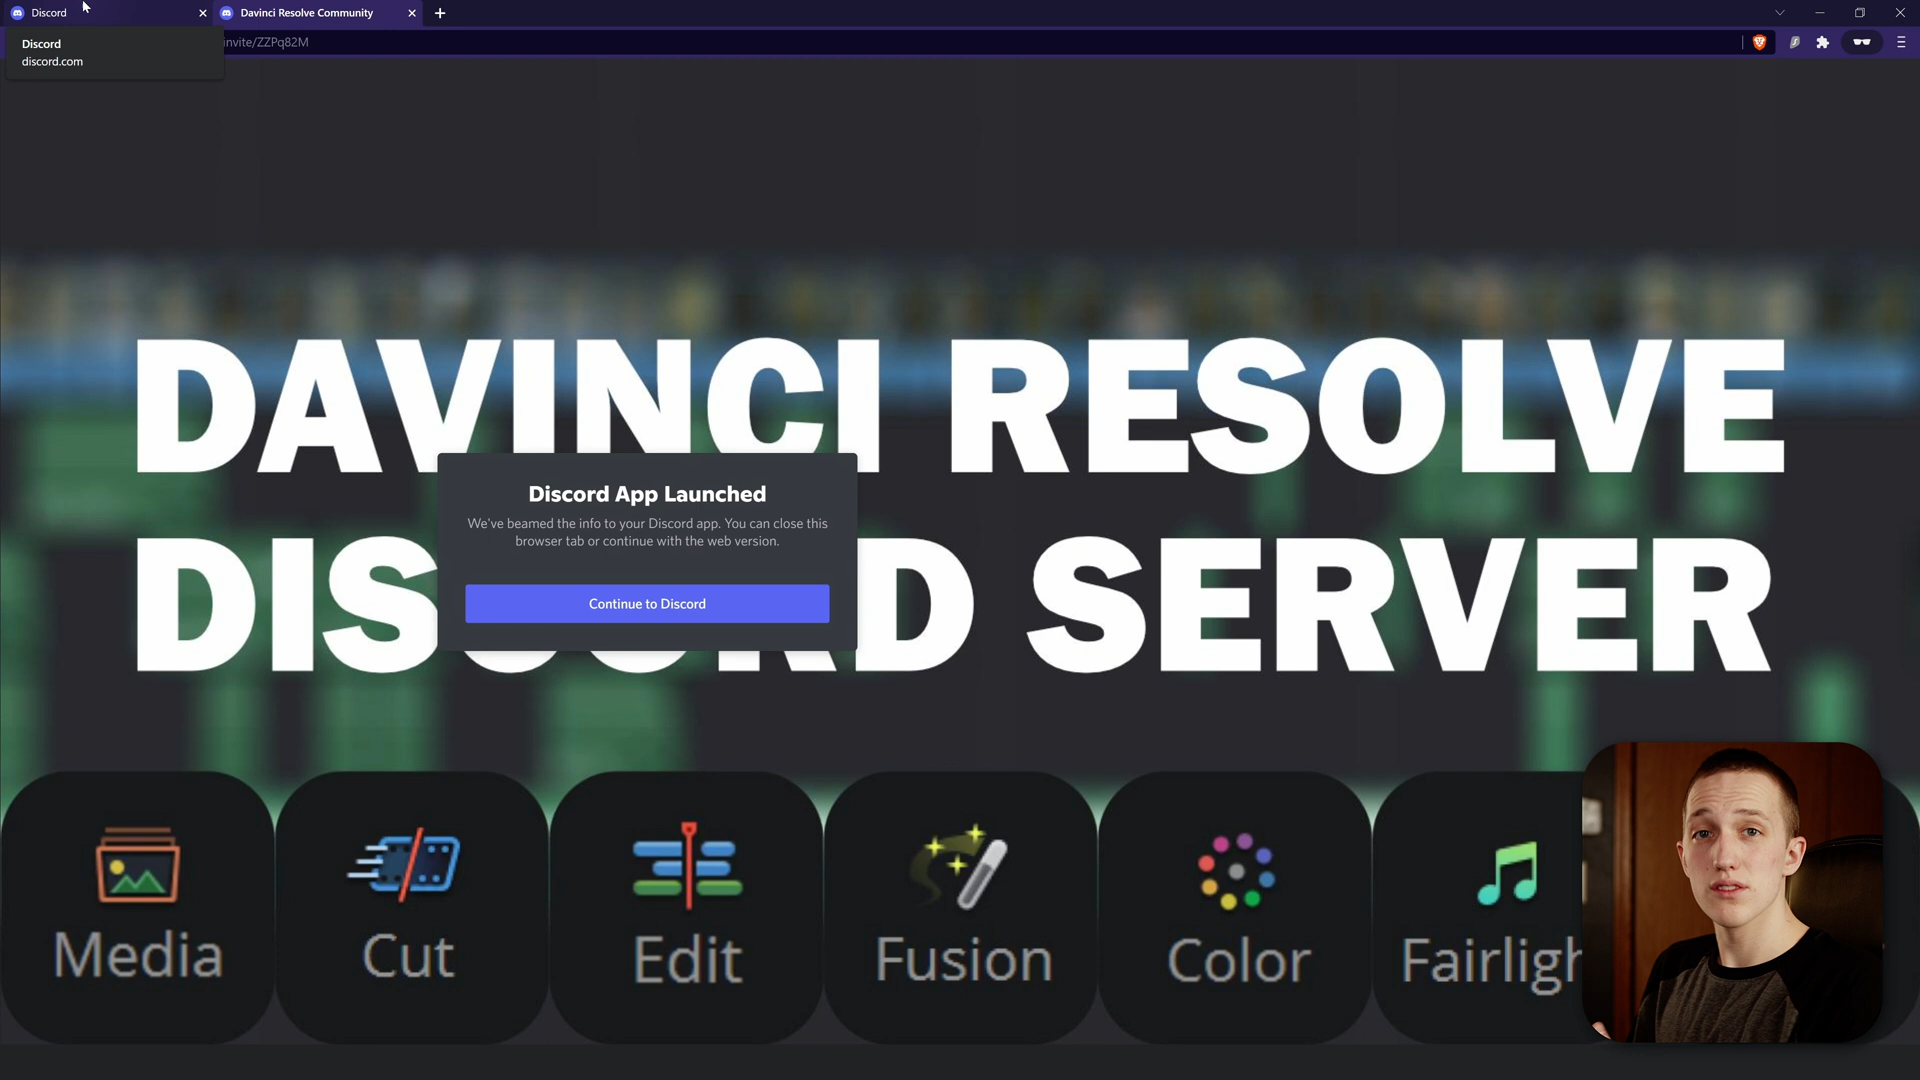 Discord
Davinci Resolve Community
Discord
discord.com
invite/ZZPq82M
DAVINCI RESOLVE
Discord App Launched
We've beamed the info to your Discord app. You can close this
browser tab or continue with the web version.
Continue to Discord
DISCORD SERVER
Media
Cut
Edit
Fusion
Color
Fairligh